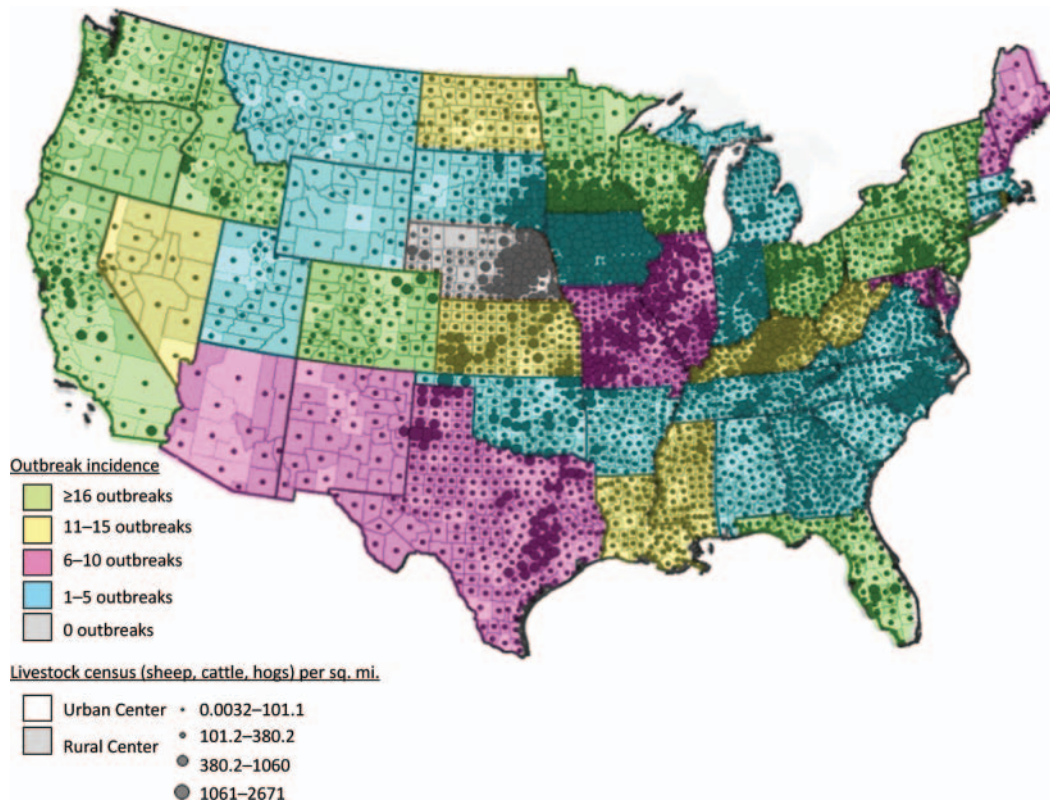 Outbreak incidence
≥16 outbreaks
11–15 outbreaks
6–10 outbreaks
1–5 outbreaks
0 outbreaks
Livestock census (sheep, cattle, hogs) per sq. mi.
Urban Center
Rural Center
0.0032–101.1
101.2–380.2
380.2–1060
1061–2671